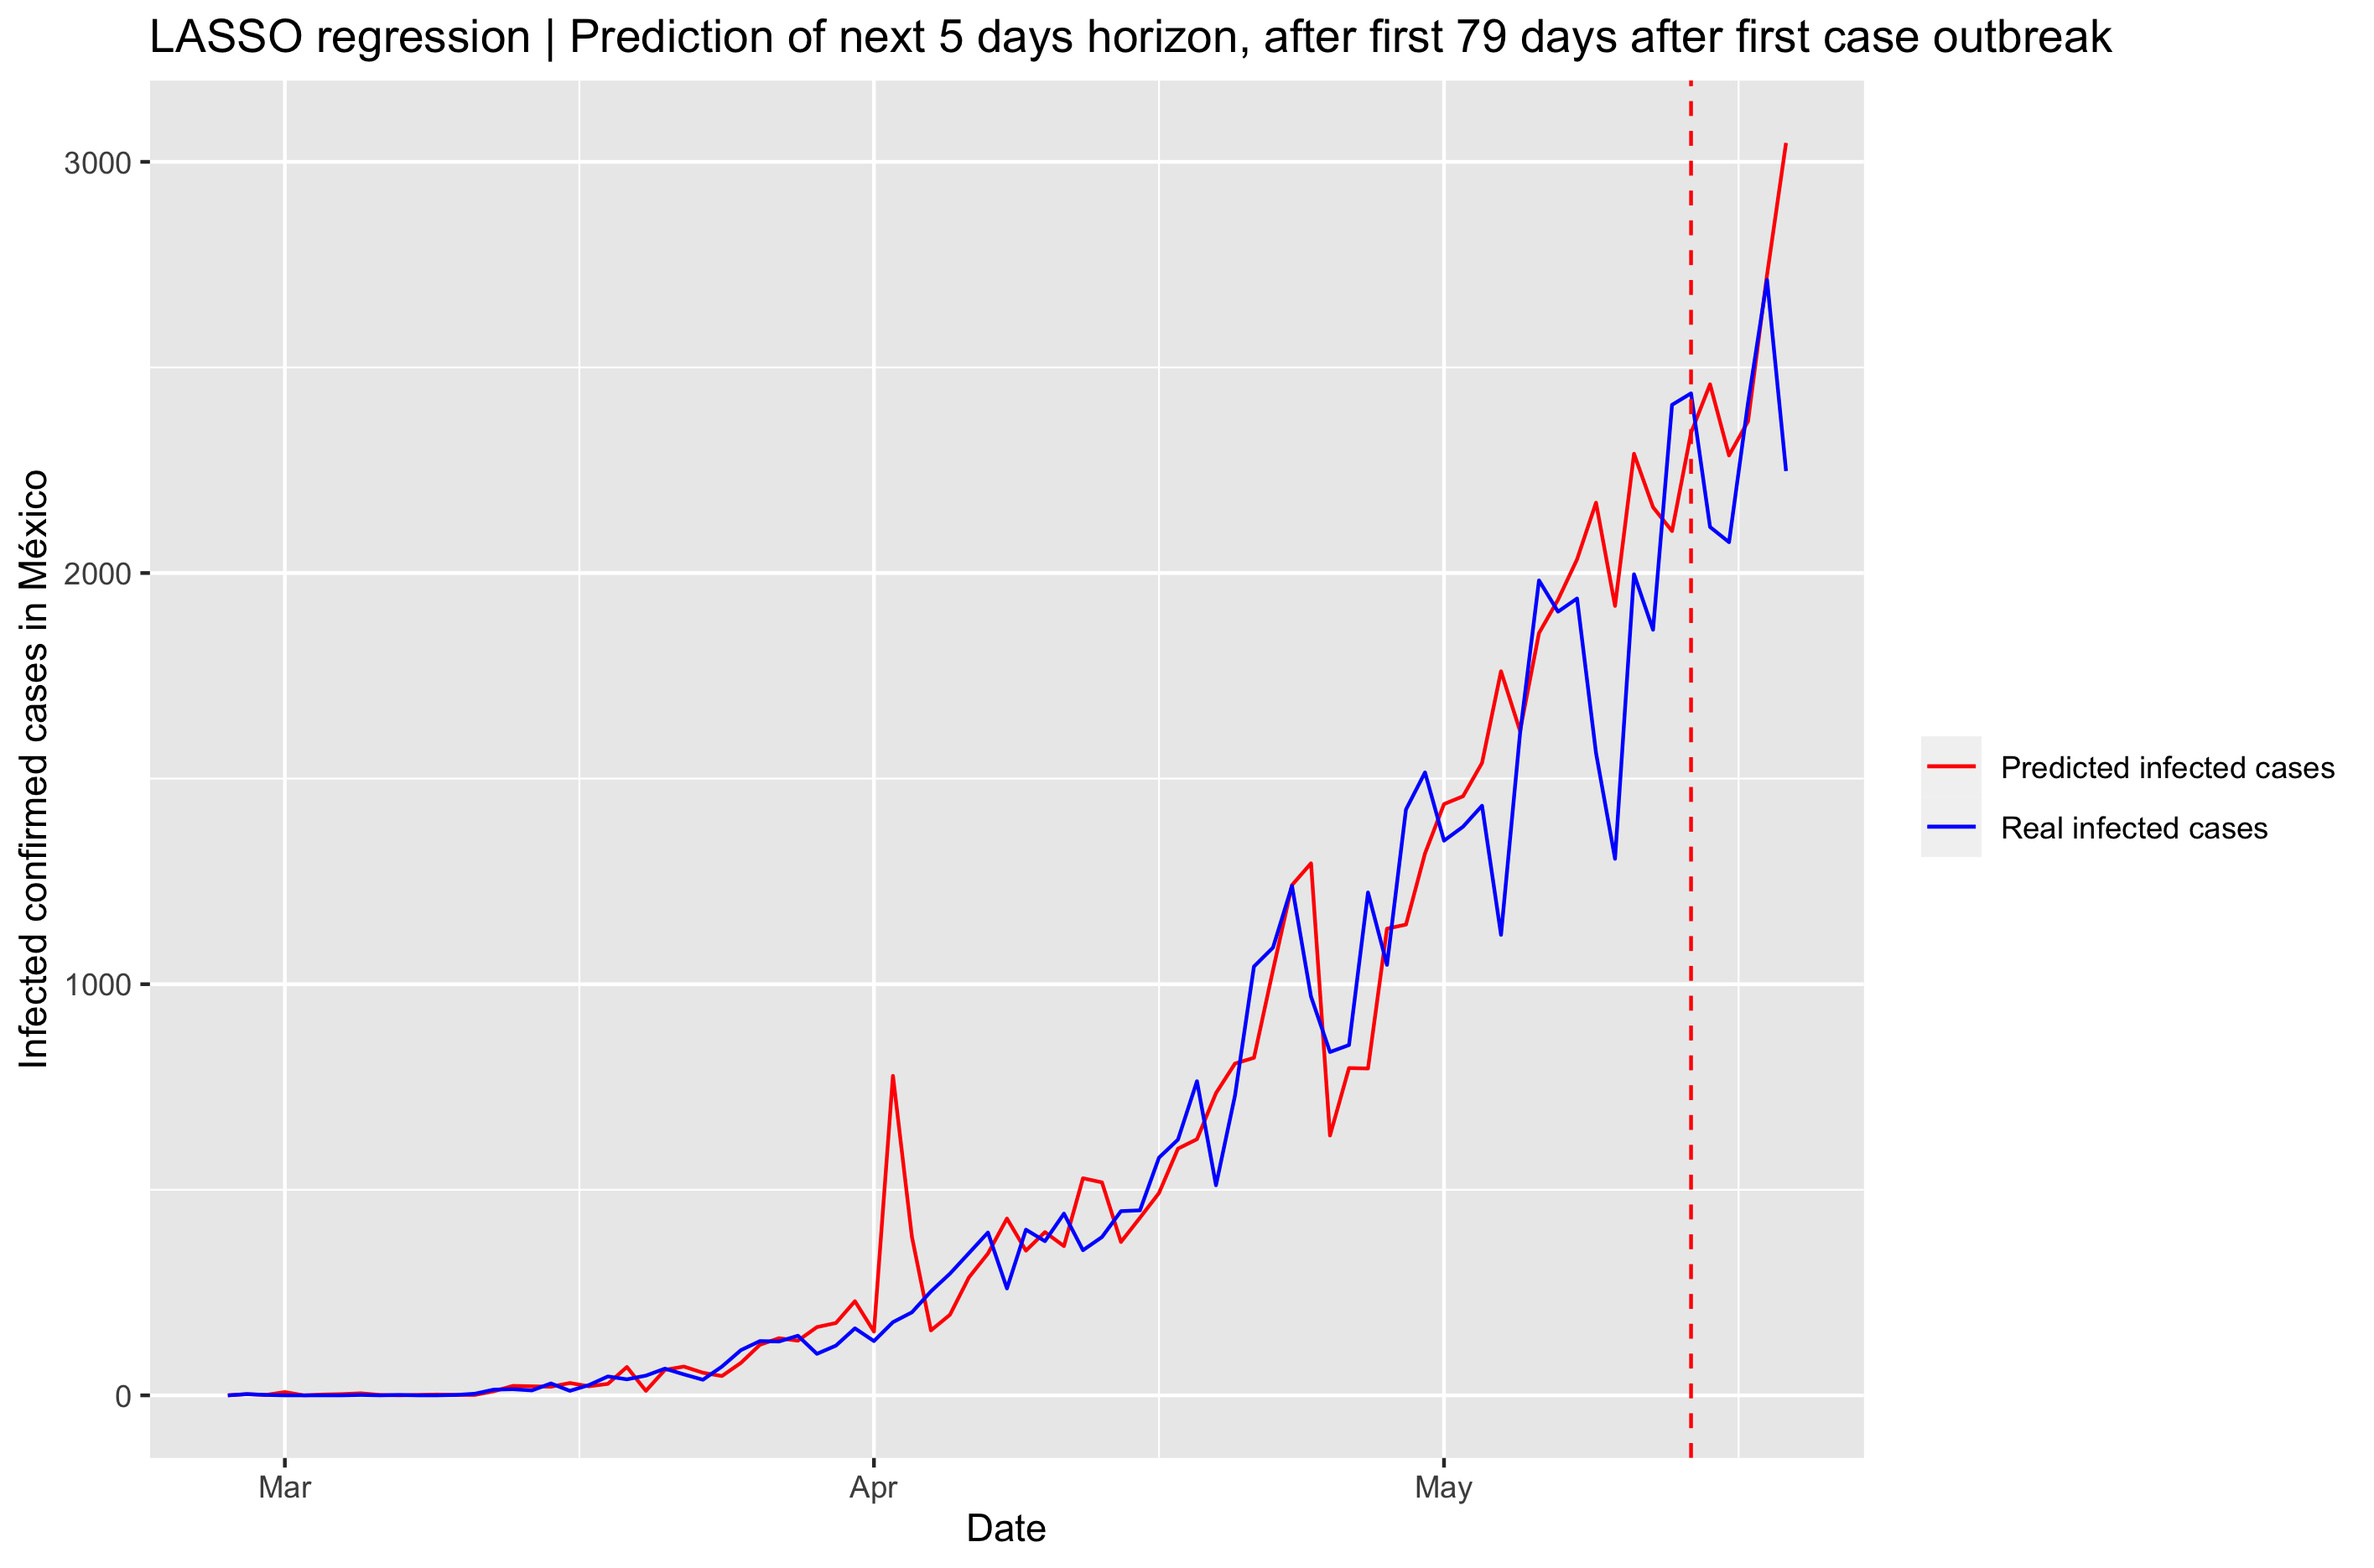 LASSO regression | Prediction of next 5 days horizon, after first 79 days after first case outbreak
Infected confirmed cases in México
3000
2000
1000
0
Mar
Apr
May
Date
Predicted infected cases
Real infected cases